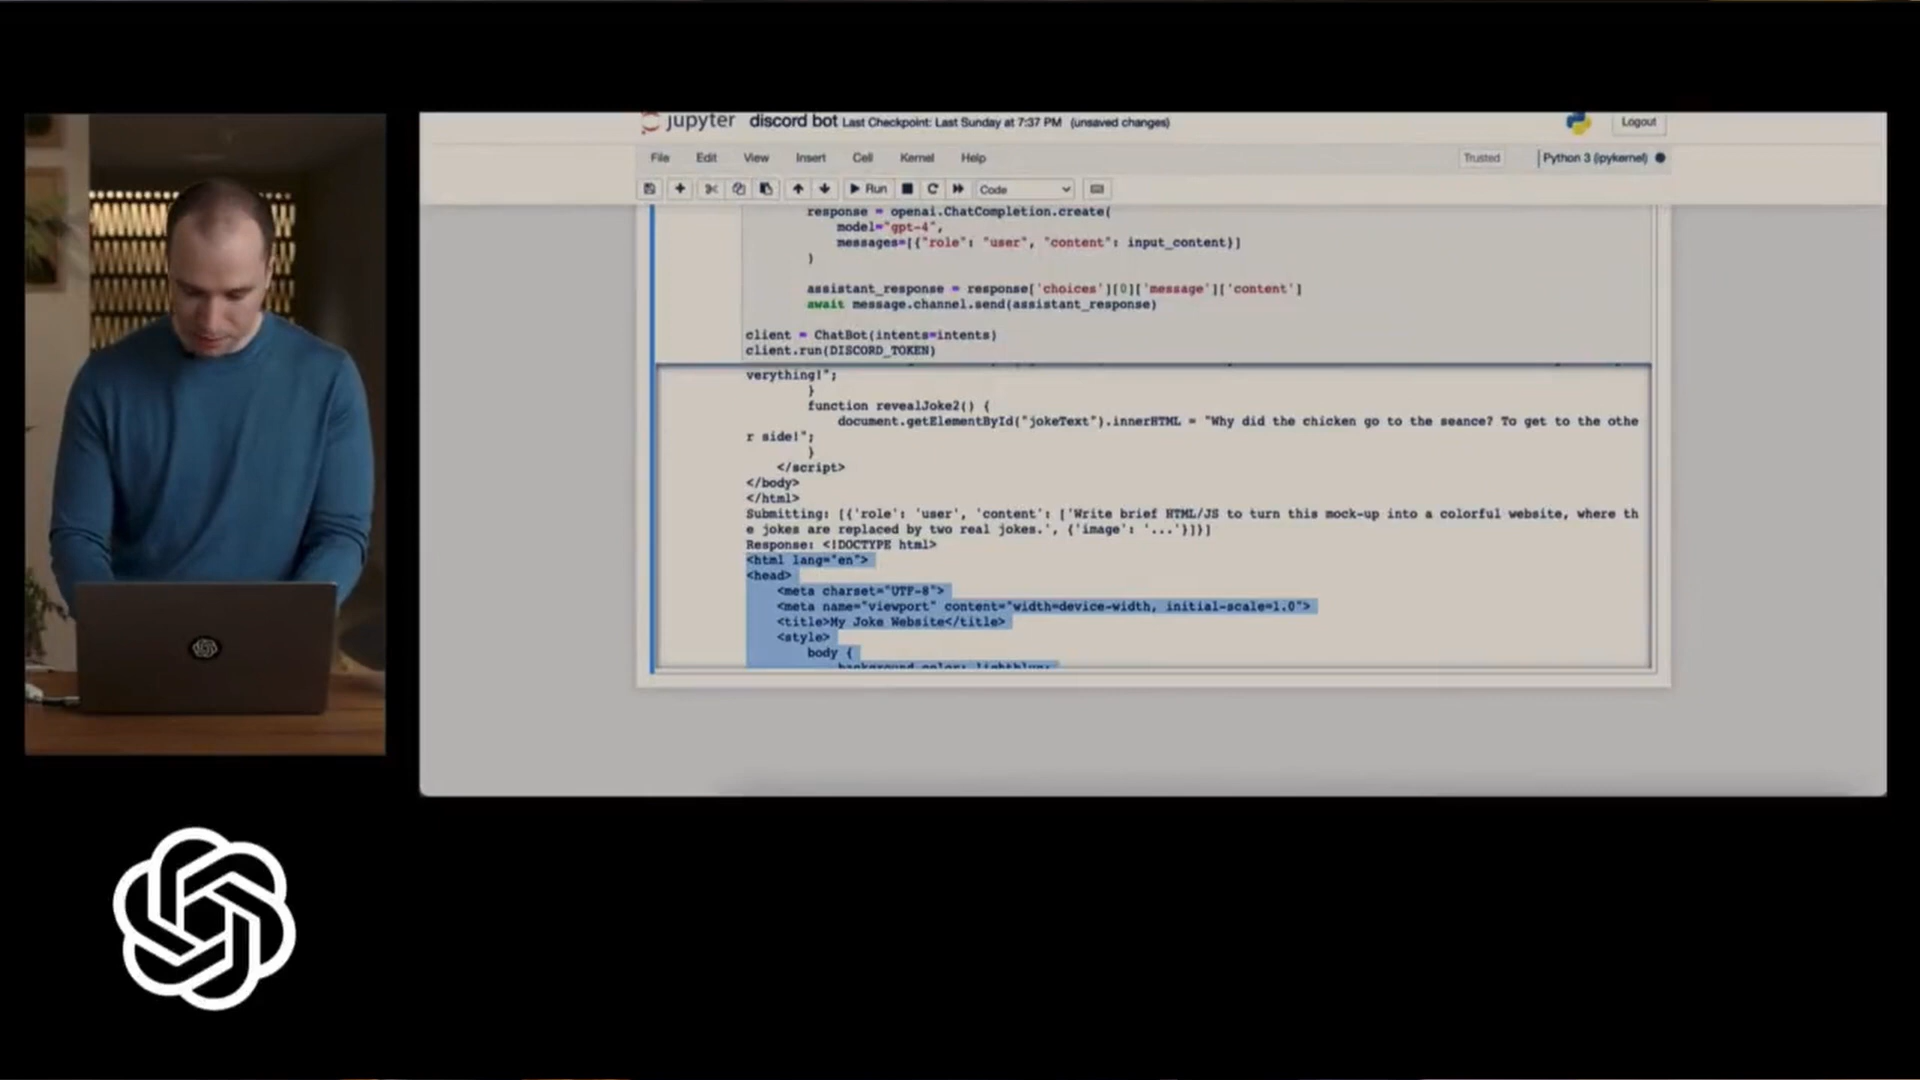 jupyter discord bot Last Checkpoint: Last Sunday at 7:37 PM (unsaved changes) Logout
File Edit View Insert Cell Kernel Help Trusted Python 3 (ipykernel)
Run Code
response = openai.ChatCompletion.create(
model="gpt-4",
messages=[{"role": "user", "content": input_content}]
)
assistant_response = response['choices'][0]['message']['content']
await message.channel.send(assistant_response)
client = ChatBot(intents=intents)
client.run(DISCORD_TOKEN)
verything!";
}
function revealJoke2() {
document.getElementById("jokeText").innerHTML = "Why did the chicken go to the seance? To get to the othe
r side!";
}
</script>
</body>
</html>
Submitting: [{'role': 'user', 'content': ['Write brief HTML/JS to turn this mock-up into a colorful website, where th
e jokes are replaced by two real jokes.', {'image': '...'}]}]
Response: <!DOCTYPE html>
<html lang="en">
<head>
<meta charset="UTF-8">
<meta name="viewport" content="width=device-width, initial-scale=1.0">
<title>My Joke Website</title>
<style>
body {
background-color: lightblue;